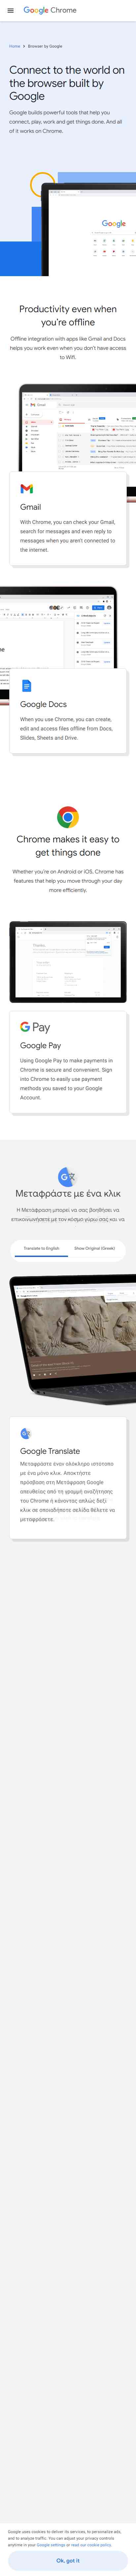 Google Chrome
Home > Browser by Google
Connect to the world on
the browser built by
Google
Google builds powerful tools that help you
connect, play, work and get things done. And all
of it works on Chrome.
Google
Productivity even when
you're offline
Offline integration with apps like Gmail and Docs
helps you keep working even when you don't have access
to Wifi.
Gmail
Gmail
With Chrome, you can check your Gmail,
search for messages and even reply to
messages when you aren't connected to
the internet.
Google Docs
When you use Chrome, you can create,
edit and access files offline from Docs,
Slides, Sheets and Drive.
Chrome makes it easy to
get things done
Whether you're on Android or iOS, Chrome has
features that help you move through your day
more efficiently.
G Pay
Google Pay
Using Google Pay to make payments in
Chrome is secure and convenient. Sign
into Chrome to easily use payment
methods you saved to your Google
Account.
Μεταφράστε με ένα κλικ
Η Μετάφραση μπορεί να σας βοηθήσει να
επικοινωνήσετε με τον κόσμο γύρω σας και να
Translate to English
Show Original (Greek)
Google Translate
Μεταφράστε έναν ολόκληρο ιστότοπο
με ένα μόνο κλικ. Αποκτήστε
πρόσβαση στη Μετάφραση Google
απευθείας από τη γραμμή αναζήτησης
του Chrome ή κάνοντας απλώς δεξί
κλικ σε οποιαδήποτε σελίδα θέλετε να
μεταφράσετε.
Google uses cookies to deliver its services, to personalize ads,
and to analyze traffic. You can adjust your privacy controls
anytime in your Google settings or read our cookie policy.
Ok, got it